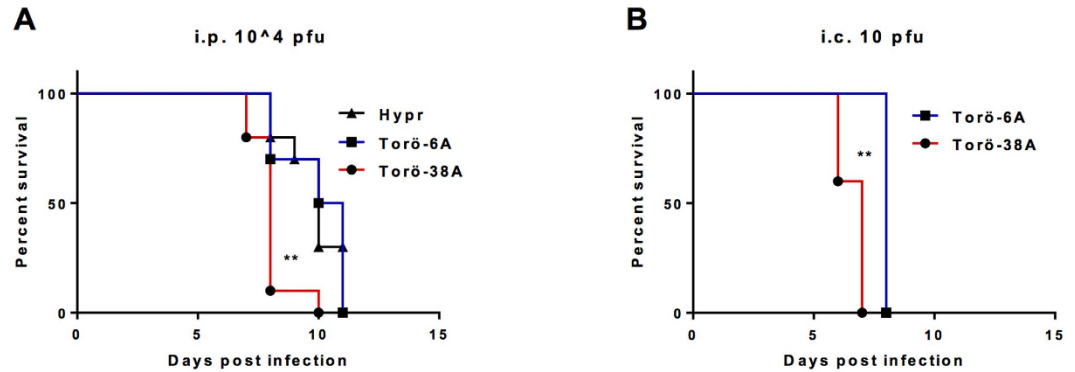 A
i.p. 10^4 pfu
Percent survival
100
50
0
0 5 10 15
Days post infection
Hypr
Torö-6A
Torö-38A
**
B
i.c. 10 pfu
Percent survival
100
50
0
0 5 10 15
Days post infection
Torö-6A
Torö-38A
**